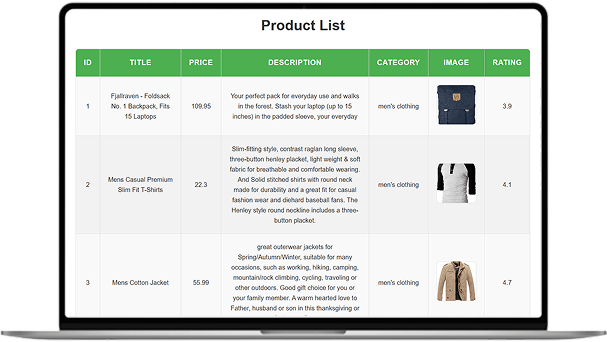 Product List
ID TITLE PRICE DESCRIPTION CATEGORY IMAGE RATING
1
Fjallraven - Foldsack
No. 1 Backpack, Fits
15 Laptops
109.95
Your perfect pack for everyday use and walks
in the forest. Stash your laptop (up to 15
inches) in the padded sleeve, your everyday
men's clothing
3.9
2
Mens Casual Premium
Slim Fit T-Shirts
22.3
Slim-fitting style, contrast raglan long sleeve,
three-button henley placket, light weight & soft
fabric for breathable and comfortable wearing.
And Solid stitched shirts with round neck
made for durability and a great fit for casual
fashion wear and diehard baseball fans. The
Henley style round neckline includes a three-
button placket.
men's clothing
4.1
3
Mens Cotton Jacket
55.99
great outerwear jackets for
Spring/Autumn/Winter, suitable for many
occasions, such as working, hiking, camping,
mountain/rock climbing, cycling, traveling or
other outdoors. Good gift choice for you or
your family member. A warm hearted love to
Father, husband or son in this thanksgiving or
men's clothing
4.7